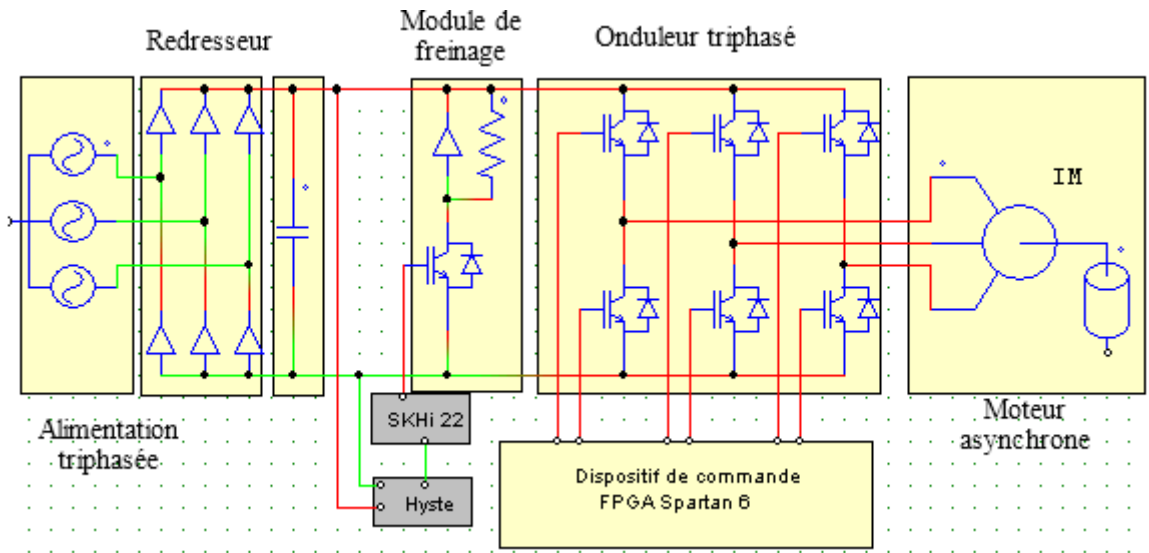 Redresseur
Module de
freinage
Onduleur triphasé
IM
SKHi 22
Hyste
Alimentation
triphasée
Moteur
asynchrone
Dispositif de commande
FPGA Spartan 6